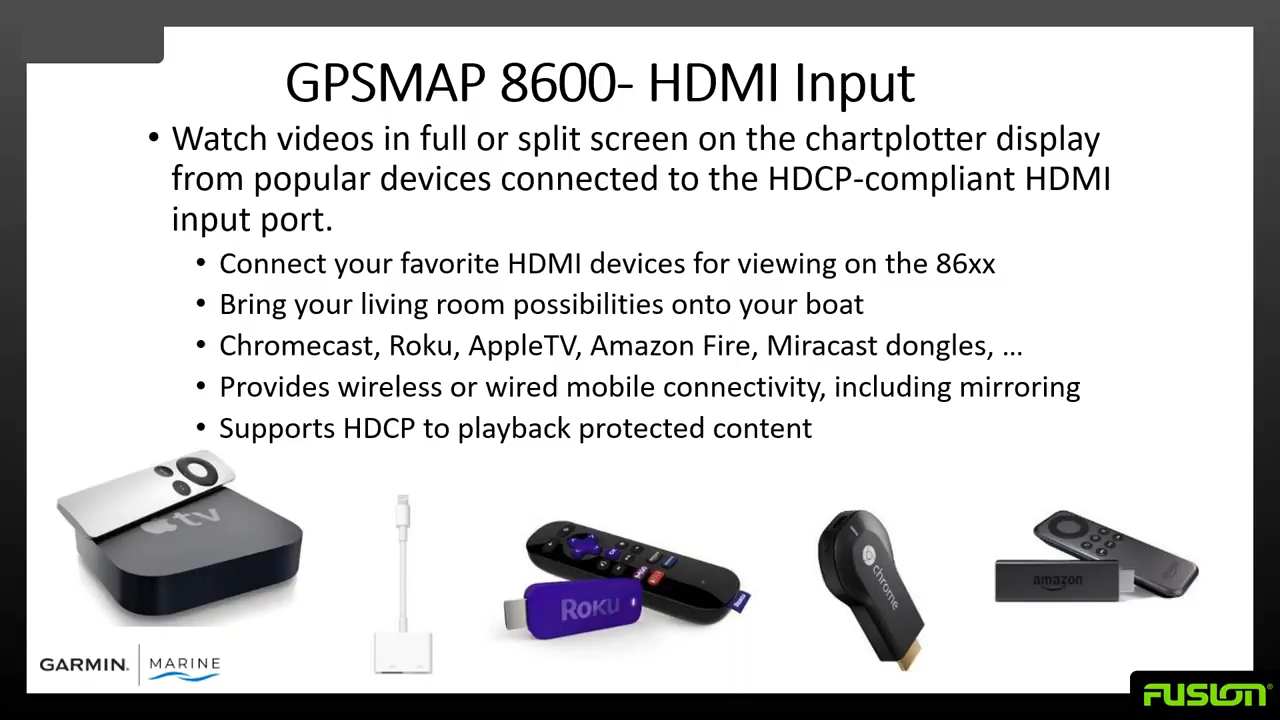 GPSMAP 8600- HDMI Input
• Watch videos in full or split screen on the chartplotter display
from popular devices connected to the HDCP-compliant HDMI
input port.
• Connect your favorite HDMI devices for viewing on the 86xx
• Bring your living room possibilities onto your boat
• Chromecast, Roku, AppleTV, Amazon Fire, Miracast dongles, ...
• Provides wireless or wired mobile connectivity, including mirroring
• Supports HDCP to playback protected content
tv
Roku
chrome
amazon
GARMIN. MARINE
FUSION®